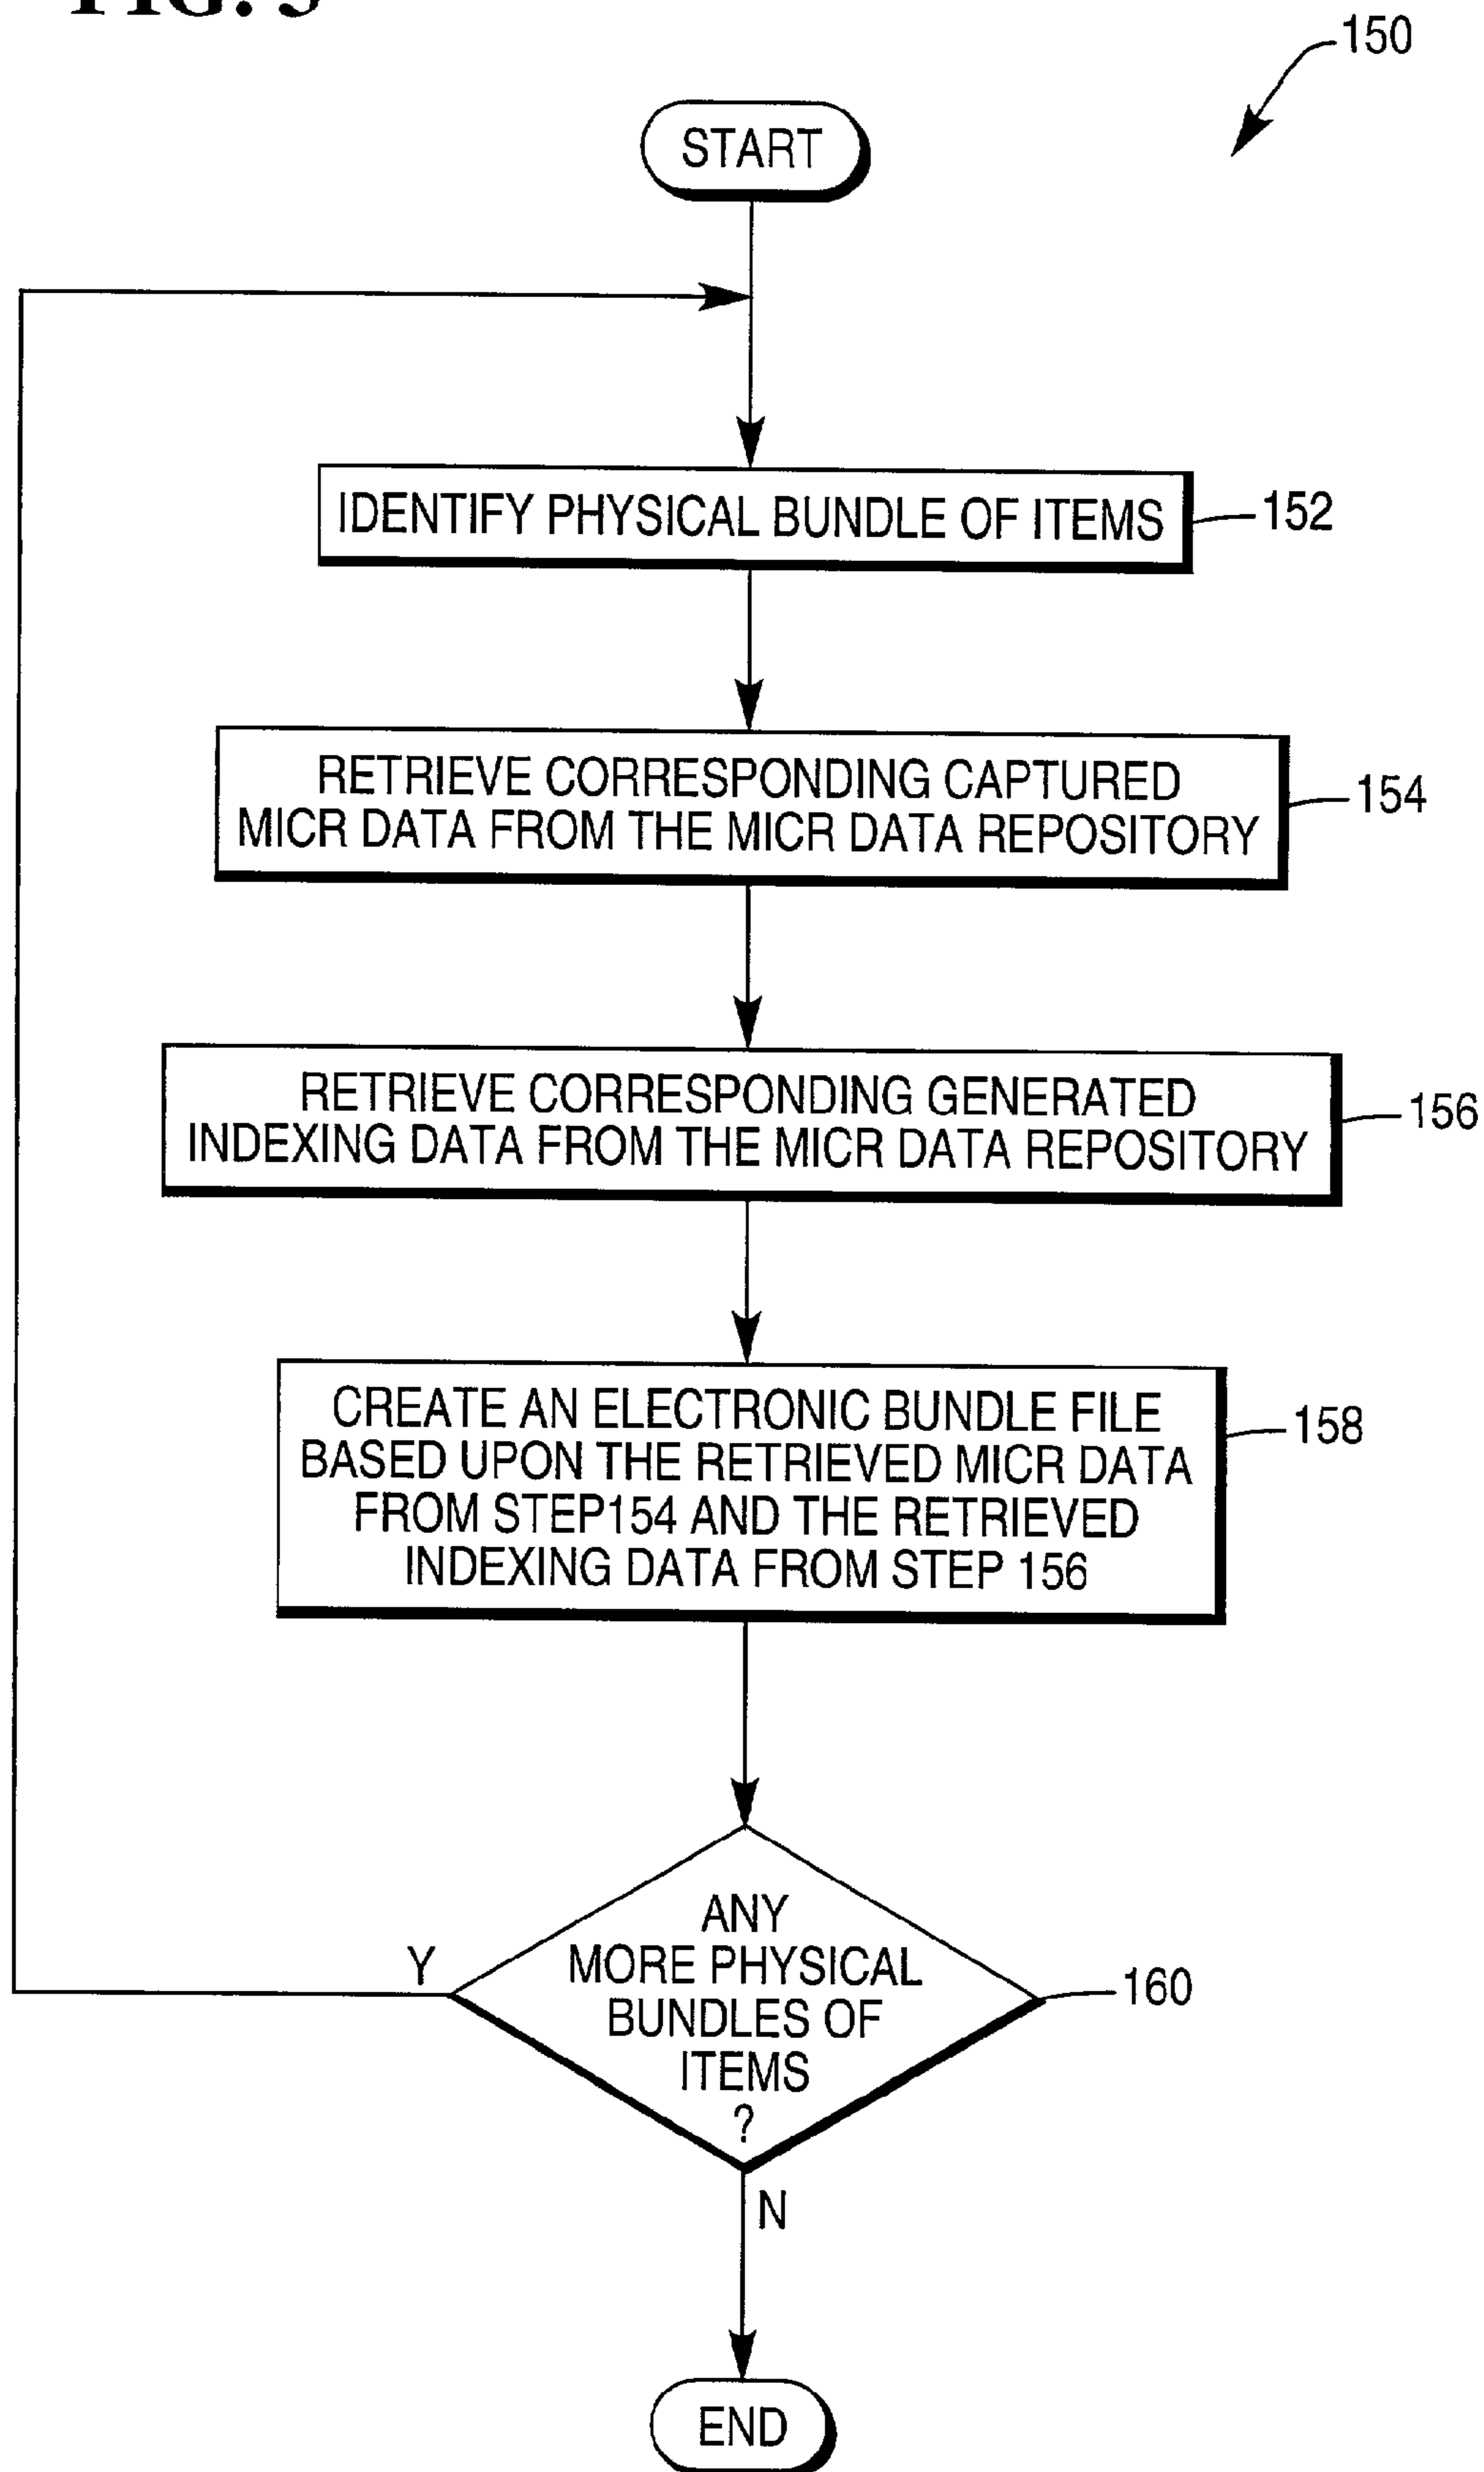 150
START
IDENTIFY PHYSICAL BUNDLE OF ITEMS
152
RETRIEVE CORRESPONDING CAPTURED
MICR DATA FROM THE MICR DATA REPOSITORY
154
RETRIEVE CORRESPONDING GENERATED
INDEXING DATA FROM THE MICR DATA REPOSITORY
156
CREATE AN ELECTRONIC BUNDLE FILE
BASED UPON THE RETRIEVED MICR DATA
FROM STEP154 AND THE RETRIEVED
INDEXING DATA FROM STEP 156
158
ANY
MORE PHYSICAL
BUNDLES OF
ITEMS
?
160
Y
N
END